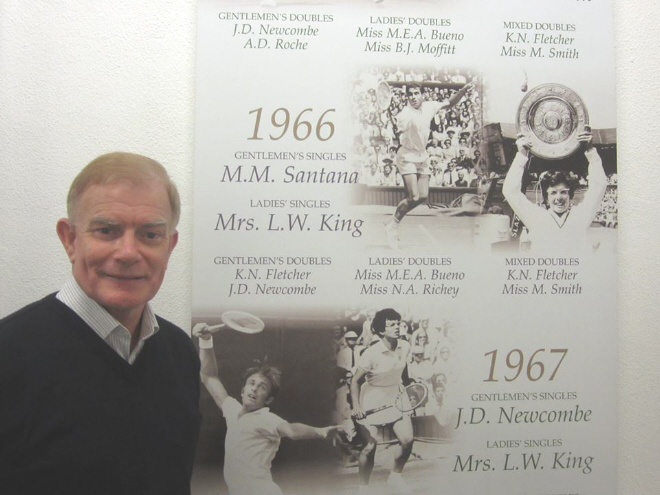 GENTLEMEN'S DOUBLES
J.D. Newcombe
A.D. Roche
LADIES' DOUBLES
Miss M.E.A. Bueno
Miss B.J. Moffitt
MIXED DOUBLES
K.N. Fletcher
Miss M. Smith
1966
GENTLEMEN'S SINGLES
M.M. Santana
LADIES' SINGLES
Mrs. L.W. King
GENTLEMEN'S DOUBLES
K.N. Fletcher
J.D. Newcombe
LADIES' DOUBLES
Miss M.E.A. Bueno
Miss N.A. Richey
MIXED DOUBLES
K.N. Fletcher
Miss M. Smith
1967
GENTLEMEN'S SINGLES
J.D. Newcombe
LADIES' SINGLES
Mrs. L.W. King